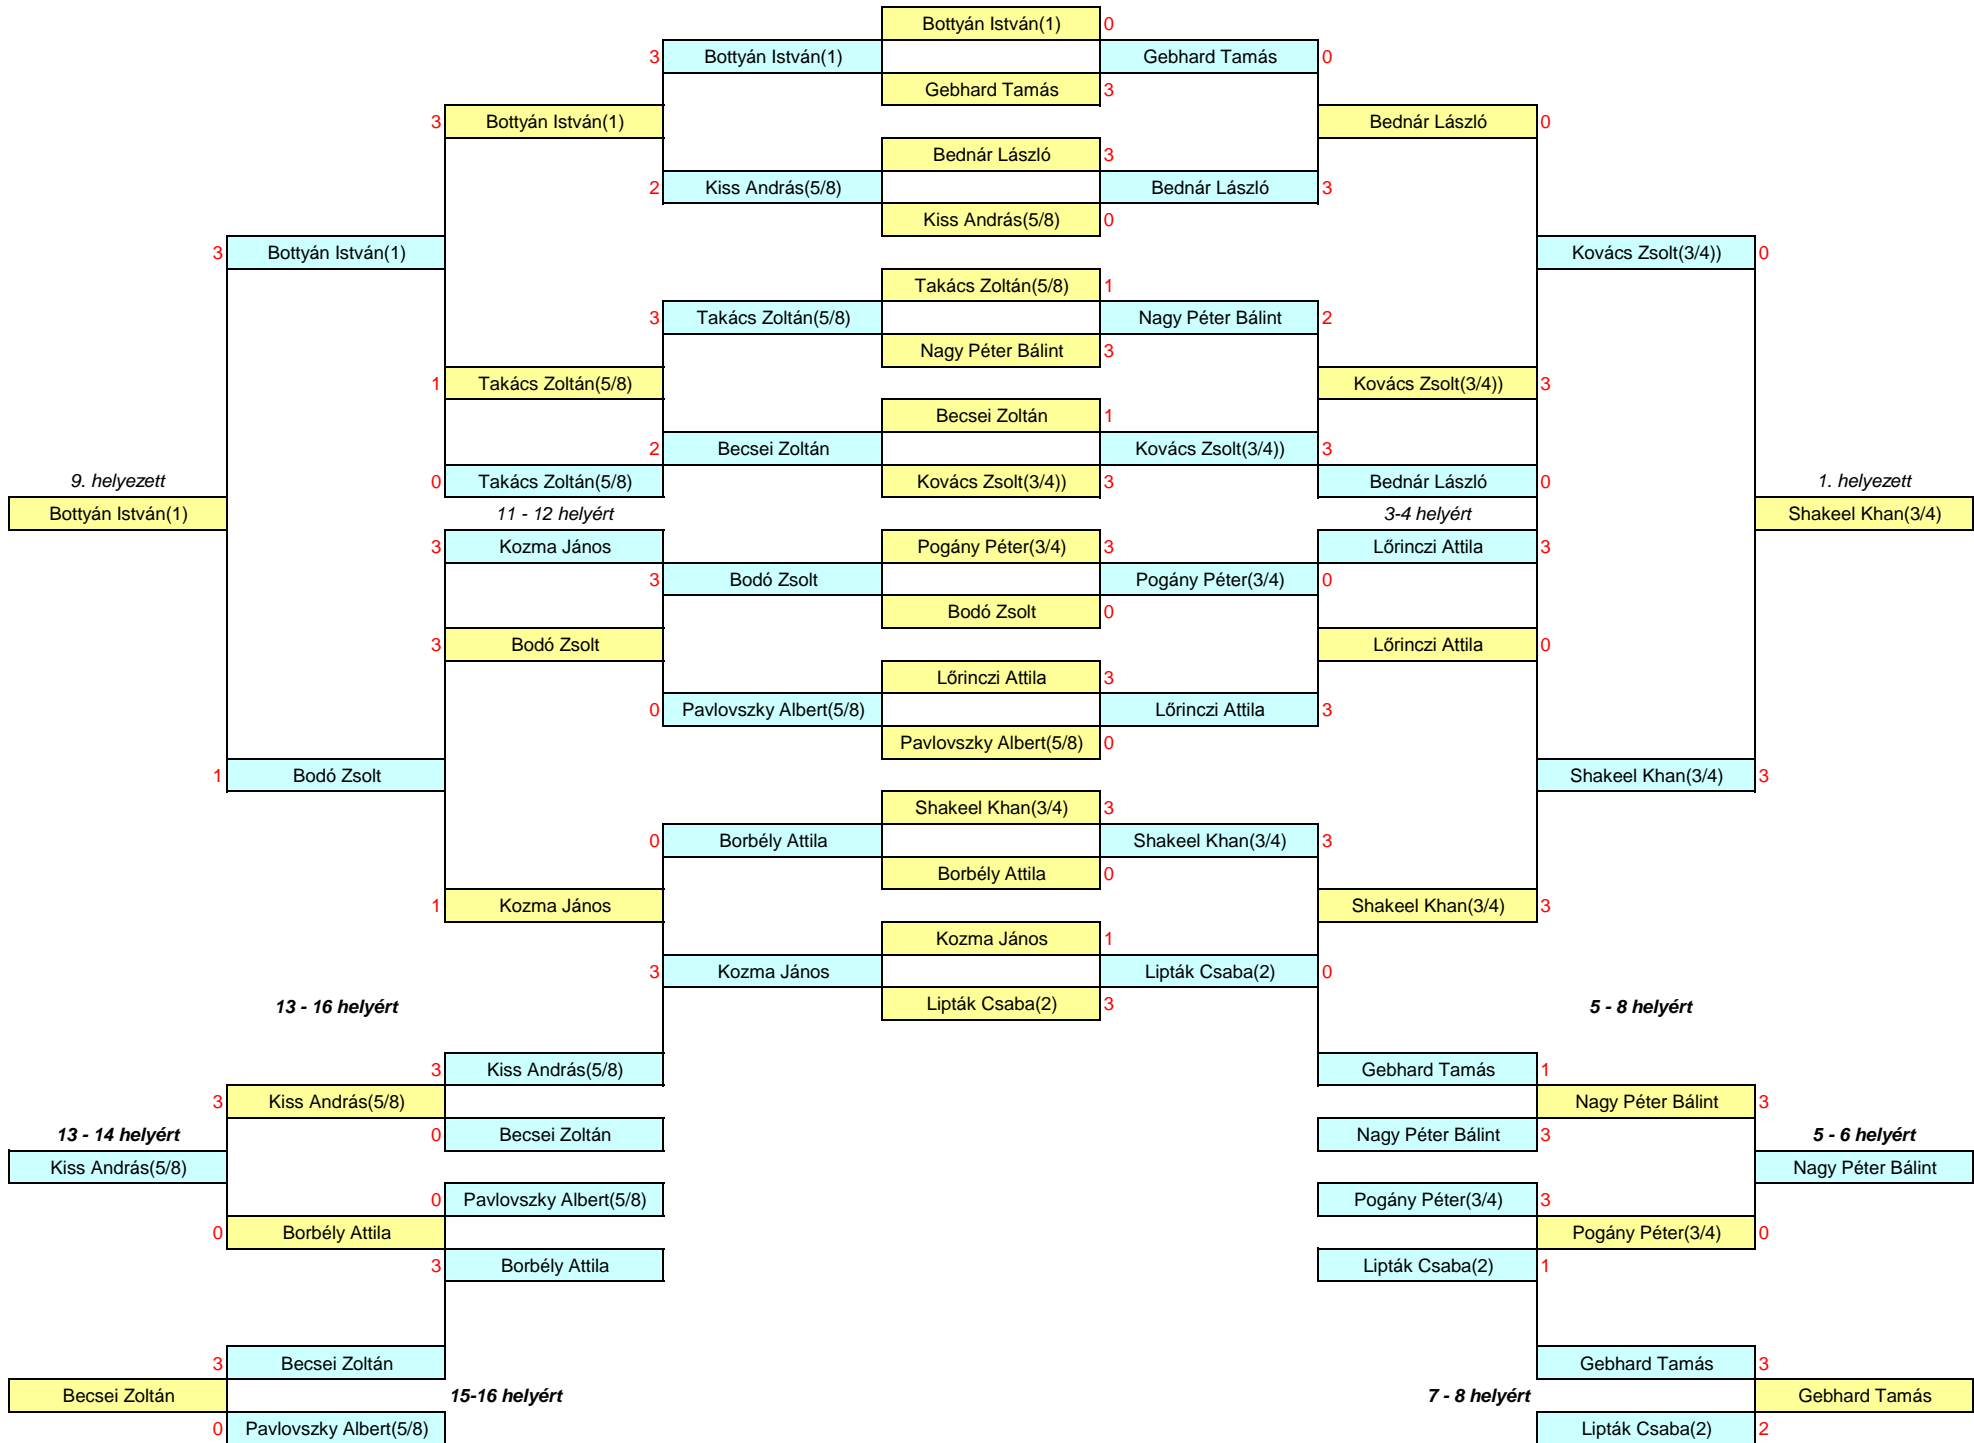 Bottyán István(1) 0
3 Bottyán István(1) Gebhard Tamás 0
Gebhard Tamás 3
3 Bottyán István(1) Bednár László 0
Bednár László 3
2 Kiss András(5/8) Bednár László 3
Kiss András(5/8) 0
3 Bottyán István(1) Kovács Zsolt(3/4)) 0
Takács Zoltán(5/8) 1
3 Takács Zoltán(5/8) Nagy Péter Bálint 2
Nagy Péter Bálint 3
1 Takács Zoltán(5/8) Kovács Zsolt(3/4)) 3
Becsei Zoltán 1
2 Becsei Zoltán Kovács Zsolt(3/4)) 3
9. helyezett 0 Takács Zoltán(5/8) Kovács Zsolt(3/4)) 3 Bednár László 0 1. helyezett
Bottyán István(1) 11 - 12 helyért 3-4 helyért Shakeel Khan(3/4)
3 Kozma János Pogány Péter(3/4) 3 Lőrinczi Attila 3
3 Bodó Zsolt Pogány Péter(3/4) 0
Bodó Zsolt 0
3 Bodó Zsolt Lőrinczi Attila 0
Lőrinczi Attila 3
0 Pavlovszky Albert(5/8) Lőrinczi Attila 3
Pavlovszky Albert(5/8) 0
1 Bodó Zsolt Shakeel Khan(3/4) 3
Shakeel Khan(3/4) 3
0 Borbély Attila Shakeel Khan(3/4) 3
Borbély Attila 0
1 Kozma János Shakeel Khan(3/4) 3
Kozma János 1
3 Kozma János Lipták Csaba(2) 0
13 - 16 helyért Lipták Csaba(2) 3 5 - 8 helyért
3 Kiss András(5/8) Gebhard Tamás 1
3 Kiss András(5/8) Nagy Péter Bálint 3
13 - 14 helyért 0 Becsei Zoltán Nagy Péter Bálint 3 5 - 6 helyért
Kiss András(5/8) Nagy Péter Bálint
0 Pavlovszky Albert(5/8) Pogány Péter(3/4) 3
0 Borbély Attila Pogány Péter(3/4) 0
3 Borbély Attila Lipták Csaba(2) 1
3 Becsei Zoltán Gebhard Tamás 3
Becsei Zoltán 15-16 helyért 7 - 8 helyért Gebhard Tamás
0 Pavlovszky Albert(5/8) Lipták Csaba(2) 2